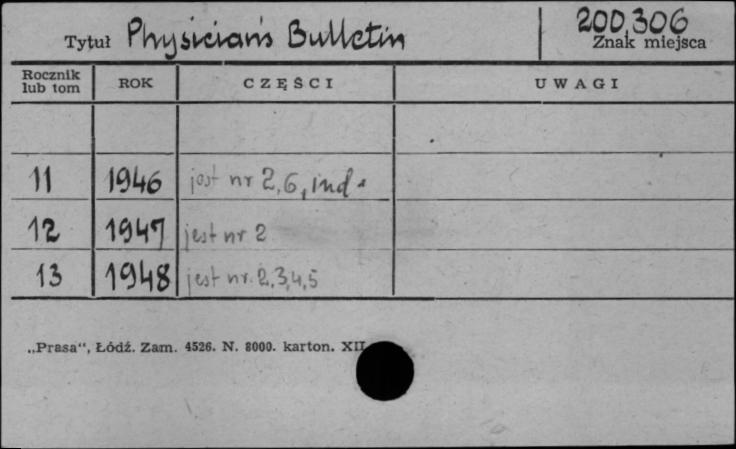 Tytuł Physician's Bulletin 200,306
Znak miejsca
Rocznik lub tom ROK CZĘŚCI UWAGI
11 1946 jest nr 2,6, ind.
12 1947 jest nr 2
13 1948 jest nr. 2,3,4,5
„Prasa“, Łódź. Zam. 4526. N. 8000. karton. XII